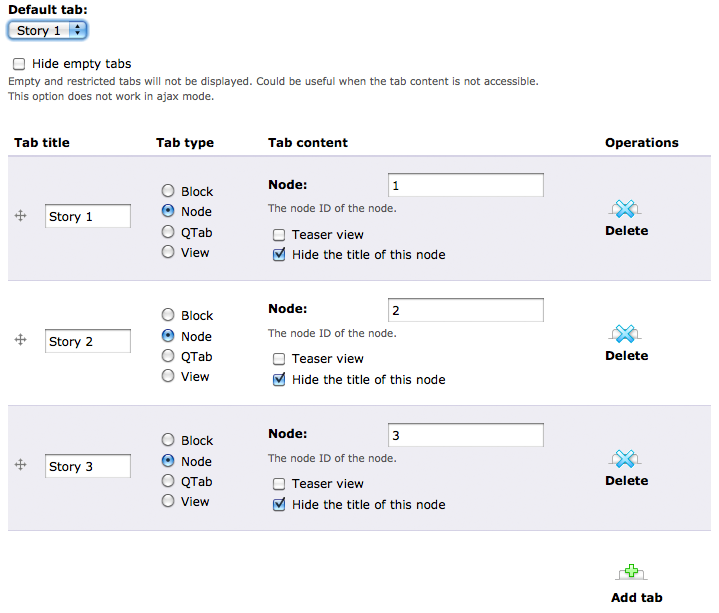 Default tab:
Story 1
Hide empty tabs
Empty and restricted tabs will not be displayed. Could be useful when the tab content is not accessible.
This option does not work in ajax mode.
Tab title Tab type Tab content Operations
Story 1
Block
Node
QTab
View
Node: 1
The node ID of the node.
Teaser view
Hide the title of this node
Delete
Story 2
Block
Node
QTab
View
Node: 2
The node ID of the node.
Teaser view
Hide the title of this node
Delete
Story 3
Block
Node
QTab
View
Node: 3
The node ID of the node.
Teaser view
Hide the title of this node
Delete
Add tab